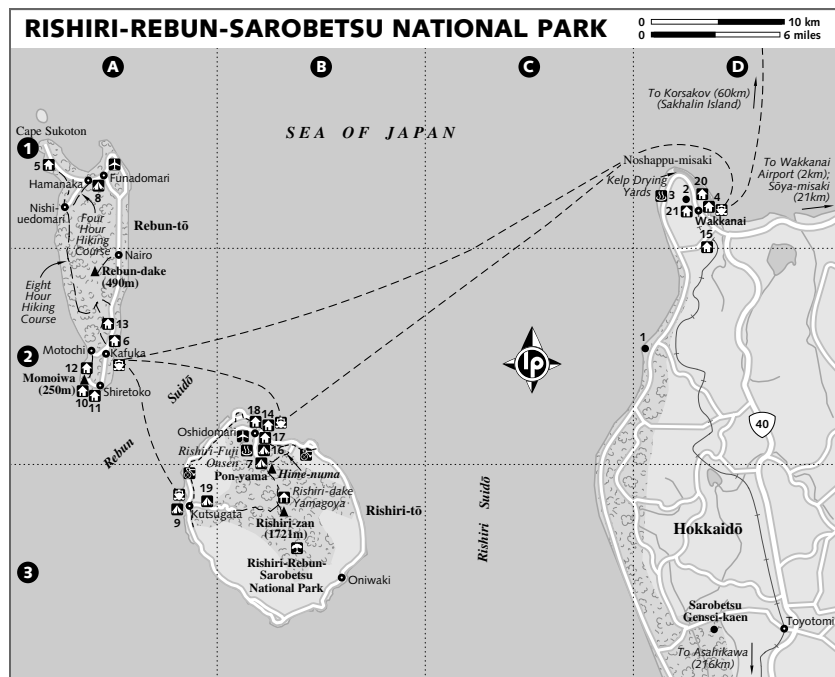 RISHIRI-REBUN-SAROBETSU NATIONAL PARK
0 10 km
0 6 miles
A
B
C
D
To Korsakov (60km)
(Sakhalin Island)
SEA OF JAPAN
Cape Sukoton
1
5
Hamanaka
8
Funadomari
Nishi-
uedomari
Four
Hour
Hiking
Course
Rebun-tō
Nairo
Rebun-dake
(490m)
Eight
Hour
Hiking
Course
Noshappu-misaki
Kelp Drying
Yards
3
2
20
4
21
Wakkanai
15
To Wakkanai
Airport (2km);
Sōya-misaki
(21km)
13
6
2
Motochi
Kafuka
12
Momoiwa
(250m)
10
11
Shiretoko
Rebun Suidō
lp
1
40
18
14
Oshidomari
17
Rishiri-Fuji
Onsen
16
7
Pon-yama
Hime-numa
19
Kutsugata
9
Rishiri-dake
Yamagoya
Rishiri-tō
Rishiri-zan
(1721m)
Rishiri-Rebun-
Sarobetsu
National Park
Oniwaki
3
Rishiri Suidō
Hokkaidō
Sarobetsu
Gensei-kaen
Toyotomi
To Asahikawa
(216km)